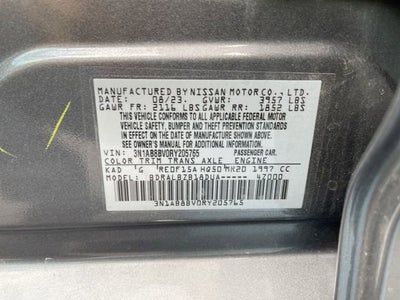 MANUFACTURED BY NISSAN MOTOR CO., LTD.
DATE: 08/23. GVWR: 3957 LBS
GAWR FR: 2116 LBS GAWR RR: 1852 LBS
THIS VEHICLE CONFORMS TO ALL APPLICABLE
FEDERAL MOTOR VEHICLE SAFETY,
BUMPER, AND THEFT PREVENTION STANDARDS
IN EFFECT ON THE DATE OF MANUFACTURE
SHOWN ABOVE.
SEE OWNER'S MANUAL FOR ADDITIONAL INFORMATION
VIN: 3N1AB8BV0RY205765 PASSENGER CAR.
COLOR TRIM TRANS AXLE ENGINE
KAD G RE0F15A MR20 1997 CC
MODEL: BDRALBZB18DUA----- 47000
3N1AB8BV0RY205765